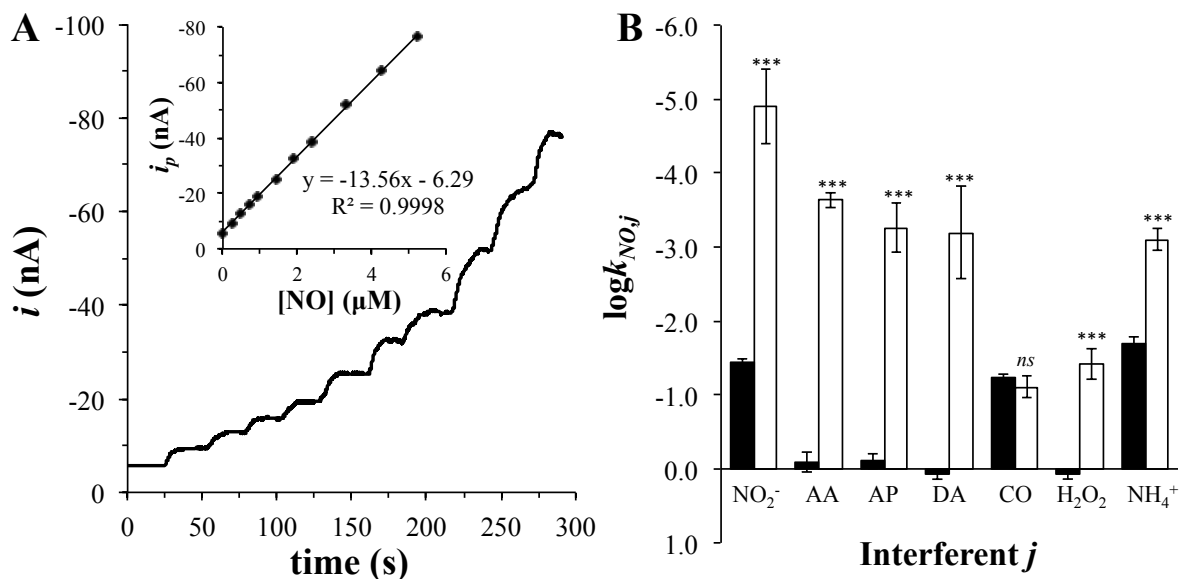 A
-100
-80
-60
-40
-20
0
i (nA)
0 50 100 150 200 250 300
time (s)
-80
-60
-40
-20
0
i_p (nA)
y = -13.56x - 6.29
R² = 0.9998
0 2 4 6
[NO] (μM)
B
-6.0
-5.0
-4.0
-3.0
-2.0
-1.0
0.0
1.0
logk_NO,j
***
***
***
***
ns
***
***
NO₂⁻ AA AP DA CO H₂O₂ NH₄⁺
Interferent j